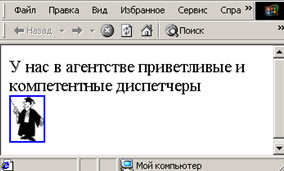 Файл Правка Вид Избранное Сервис Спра »
Назад Поиск
У нас в агентстве приветливые и
компетентные диспетчеры
Мой компьютер